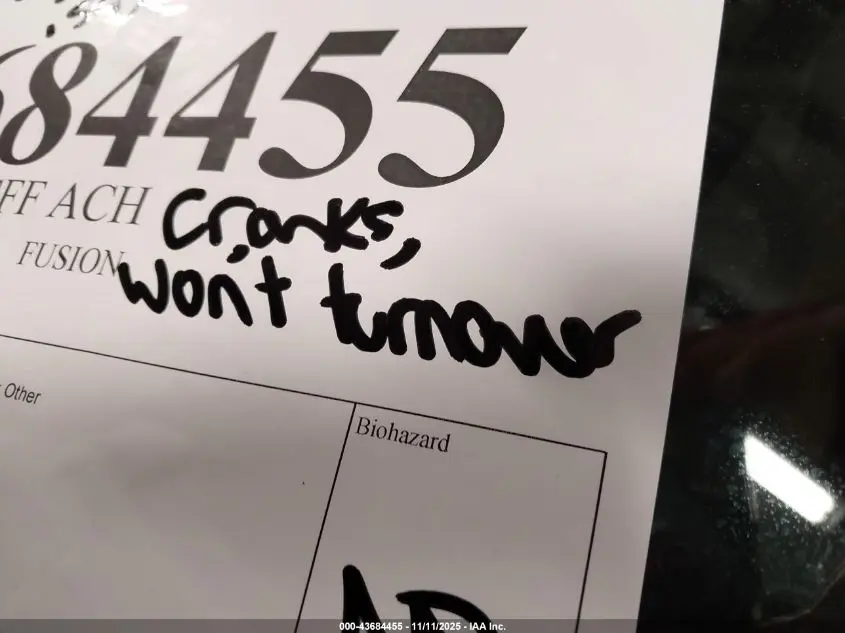 684455
FF ACH cranks,
FUSION won't turnover
Other
Biohazard
000-43684455 - 11/11/2025 - IAA Inc.